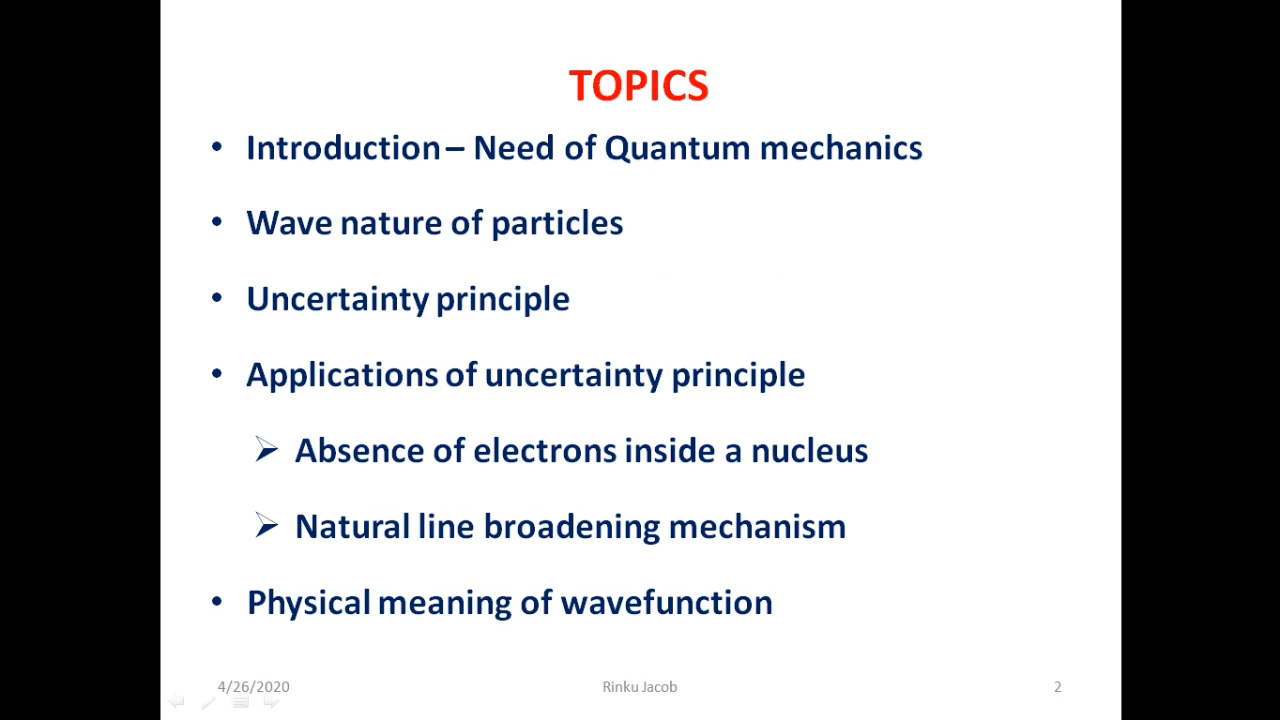 TOPICS
• Introduction – Need of Quantum mechanics
• Wave nature of particles
• Uncertainty principle
• Applications of uncertainty principle
➢ Absence of electrons inside a nucleus
➢ Natural line broadening mechanism
• Physical meaning of wavefunction
4/26/2020 Rinku Jacob 2